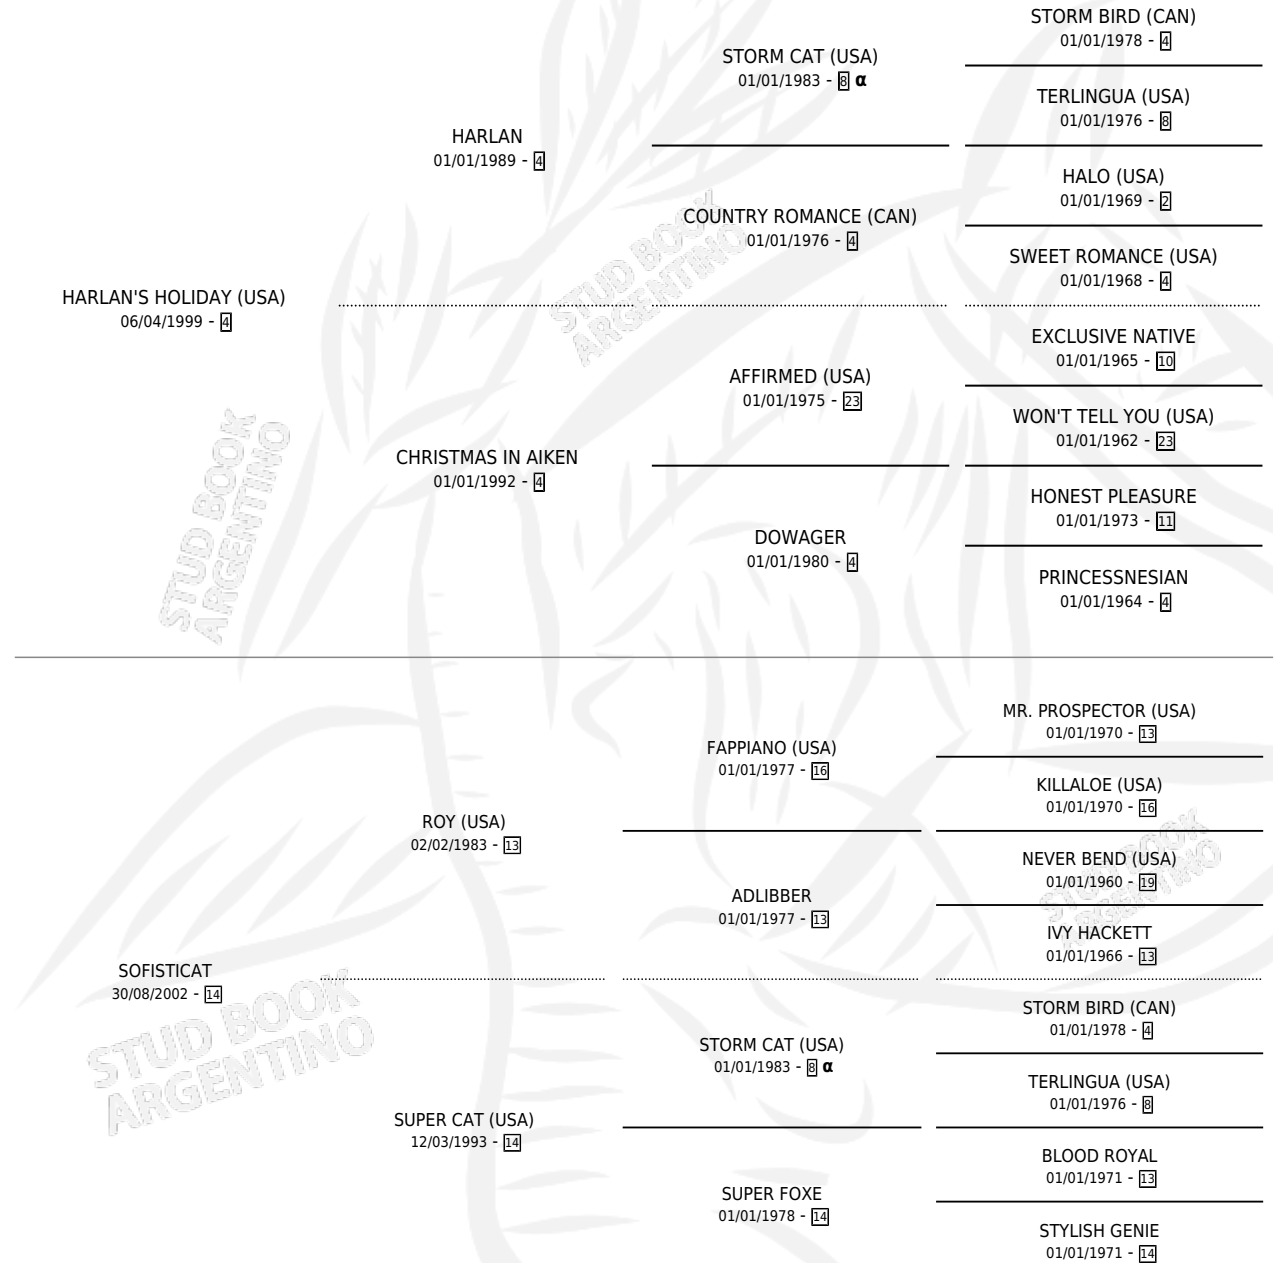 STORM BIRD (CAN)
01/01/1978 - 4
STORM CAT (USA)
01/01/1983 - 8 α
TERLINGUA (USA)
01/01/1976 - 8
HARLAN
01/01/1989 - 4
HALO (USA)
01/01/1969 - 2
COUNTRY ROMANCE (CAN)
01/01/1976 - 4
SWEET ROMANCE (USA)
01/01/1968 - 4
HARLAN'S HOLIDAY (USA)
06/04/1999 - 4
EXCLUSIVE NATIVE
01/01/1965 - 10
AFFIRMED (USA)
01/01/1975 - 23
WON'T TELL YOU (USA)
01/01/1962 - 23
CHRISTMAS IN AIKEN
01/01/1992 - 4
HONEST PLEASURE
01/01/1973 - 11
DOWAGER
01/01/1980 - 4
PRINCESSNESIAN
01/01/1964 - 4
MR. PROSPECTOR (USA)
01/01/1970 - 13
FAPPIANO (USA)
01/01/1977 - 16
KILLALOE (USA)
01/01/1970 - 16
ROY (USA)
02/02/1983 - 13
NEVER BEND (USA)
01/01/1960 - 19
ADLIBBER
01/01/1977 - 13
IVY HACKETT
01/01/1966 - 13
SOFISTICAT
30/08/2002 - 14
STORM BIRD (CAN)
01/01/1978 - 4
STORM CAT (USA)
01/01/1983 - 8 α
TERLINGUA (USA)
01/01/1976 - 8
SUPER CAT (USA)
12/03/1993 - 14
BLOOD ROYAL
01/01/1971 - 13
SUPER FOXE
01/01/1978 - 14
STYLISH GENIE
01/01/1971 - 14
STUD BOOK
ARGENTINO
STUD BOOK
ARGENTINO
STUD BOOK
ARGENTINO
STUD BOOK
ARGENTINO